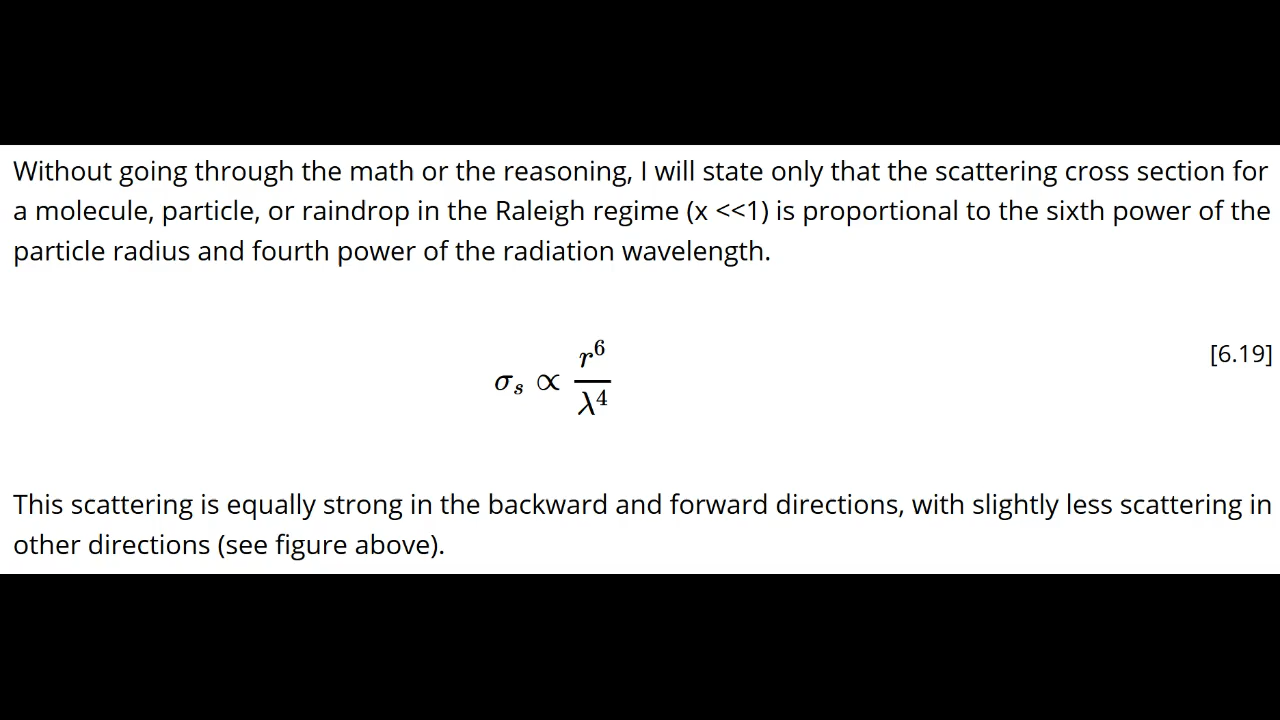 Without going through the math or the reasoning, I will state only that the scattering cross section for
a molecule, particle, or raindrop in the Raleigh regime (x <<1) is proportional to the sixth power of the
particle radius and fourth power of the radiation wavelength.
σₛ ∝ r⁶/λ⁴ [6.19]
This scattering is equally strong in the backward and forward directions, with slightly less scattering in
other directions (see figure above).